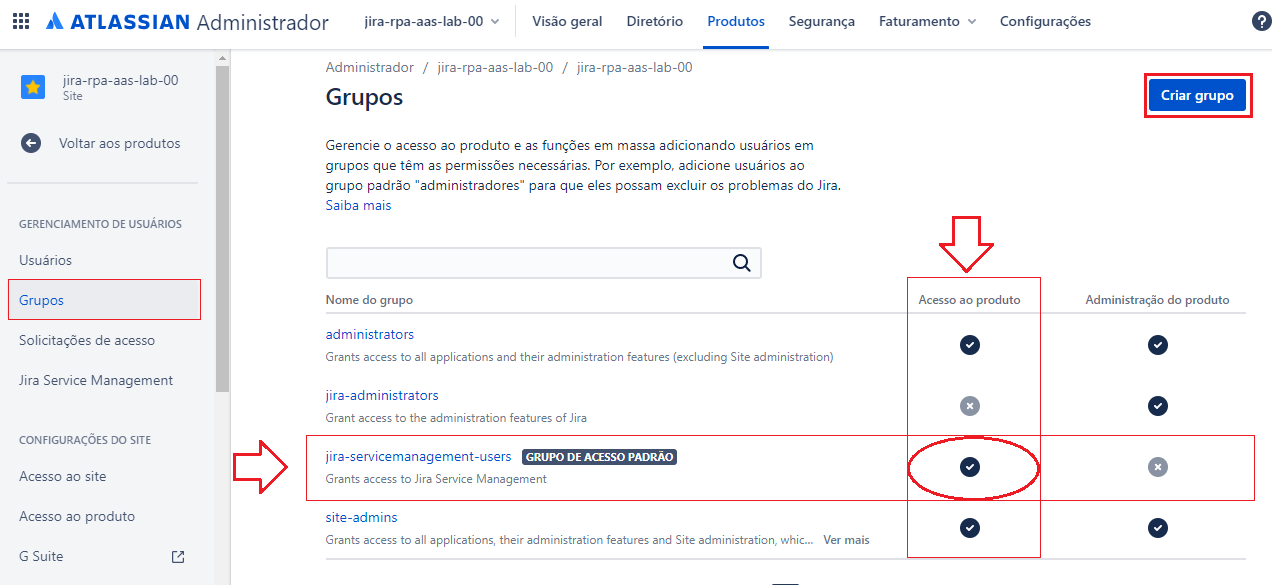 ATLASSIAN Administrador
jira-rpa-aas-lab-00
Visão geral
Diretório
Produtos
Segurança
Faturamento
Configurações
?
jira-rpa-aas-lab-00
Site
Voltar aos produtos
GERENCIAMENTO DE USUÁRIOS
Usuários
Grupos
Solicitações de acesso
Jira Service Management
CONFIGURAÇÕES DO SITE
Acesso ao site
Acesso ao produto
G Suite
Administrador / jira-rpa-aas-lab-00 / jira-rpa-aas-lab-00
Grupos
Criar grupo
Gerencie o acesso ao produto e as funções em massa adicionando usuários em
grupos que têm as permissões necessárias. Por exemplo, adicione usuários ao
grupo padrão "administradores" para que eles possam excluir os problemas do Jira.
Saiba mais
Nome do grupo
Acesso ao produto
Administração do produto
administrators
Grants access to all applications and their administration features (excluding Site administration)
jira-administrators
Grant access to the administration features of Jira
jira-servicemanagement-users GRUPO DE ACESSO PADRÃO
Grants access to Jira Service Management
site-admins
Grants access to all applications, their administration features and Site administration, whic... Ver mais